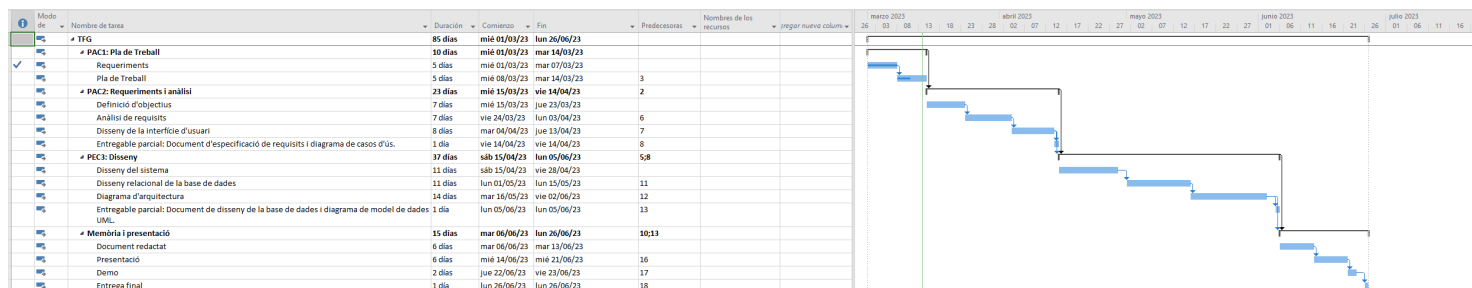 Modo de Nombre de tarea Duración Comienzo Fin Predecesoras Nombres de los recursos regar nueva column
marzo 2023 abril 2023 mayo 2023 junio 2023 julio 2023
26 03 08 13 18 23 28 02 07 12 17 22 27 02 07 12 17 22 27 01 06 11 16 21 26 01 06 11 16
TFG 85 días mié 01/03/23 lun 26/06/23
PAC1: Pla de Treball 10 días mié 01/03/23 mar 14/03/23
Requeriments 5 días mié 01/03/23 mar 07/03/23
Pla de Treball 5 días mié 08/03/23 mar 14/03/23 3
PAC2: Requeriments i anàlisi 23 días mié 15/03/23 vie 14/04/23 2
Definició d'objectius 7 días mié 15/03/23 jue 23/03/23
Anàlisi de requisits 7 días vie 24/03/23 lun 03/04/23 6
Disseny de la interfície d'usuari 8 días mar 04/04/23 jue 13/04/23 7
Entregable parcial: Document d'especificació de requisits i diagrama de casos d'ús. 1 día vie 14/04/23 vie 14/04/23 8
PEC3: Disseny 37 días sáb 15/04/23 lun 05/06/23 5;8
Disseny del sistema 11 días sáb 15/04/23 vie 28/04/23
Disseny relacional de la base de dades 11 días lun 01/05/23 lun 15/05/23 11
Diagrama d'arquitectura 14 días mar 16/05/23 vie 02/06/23 12
Entregable parcial: Document de disseny de la base de dades i diagrama de model de dades 1 día lun 05/06/23 lun 05/06/23 13
UML.
Memòria i presentació 15 días mar 06/06/23 lun 26/06/23 10;13
Document redactat 6 días mar 06/06/23 mar 13/06/23
Presentació 6 días mié 14/06/23 mié 21/06/23 16
Demo 2 días jue 22/06/23 vie 23/06/23 17
Entrega final 1 día lun 26/06/23 lun 26/06/23 18